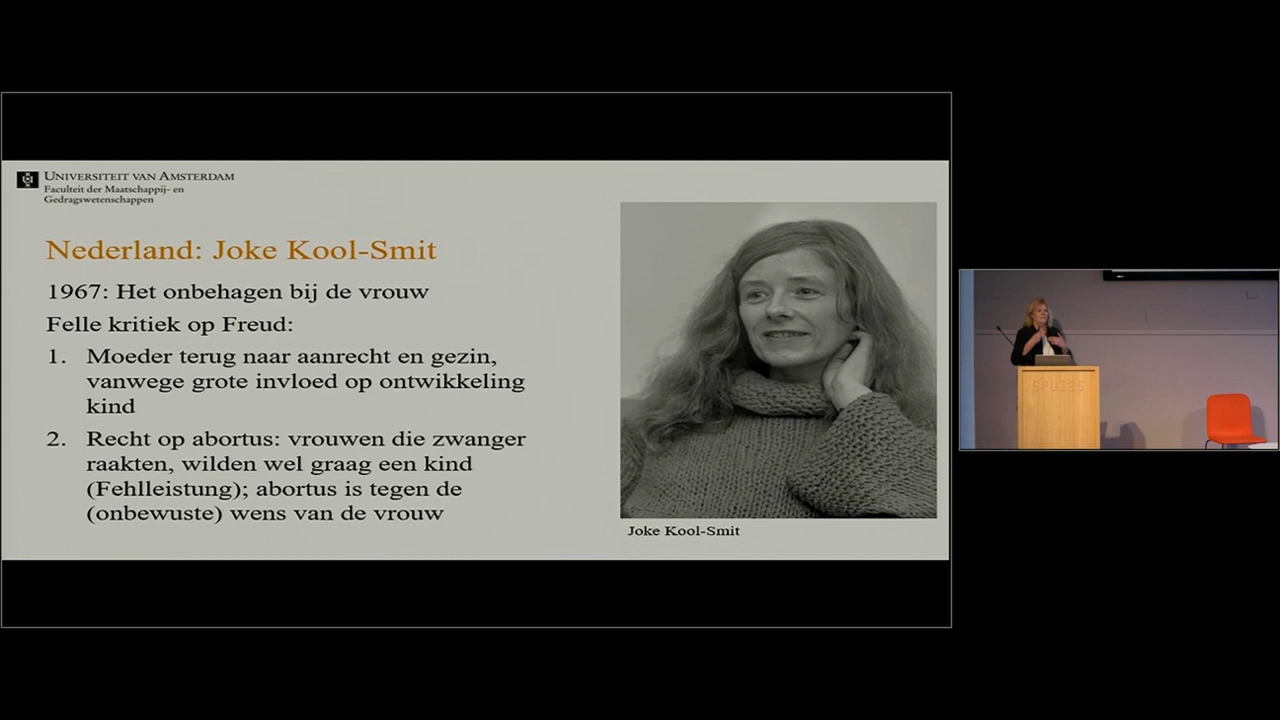 UNIVERSITEIT VAN AMSTERDAM
Faculteit der Maatschappij- en
Gedragswetenschappen
Nederland: Joke Kool-Smit
1967: Het onbehagen bij de vrouw
Felle kritiek op Freud:
1. Moeder terug naar aanrecht en gezin,
vanwege grote invloed op ontwikkeling
kind
2. Recht op abortus: vrouwen die zwanger
raakten, wilden wel graag een kind
(Fehlleistung); abortus is tegen de
(onbewuste) wens van de vrouw
Joke Kool-Smit
SPUI25